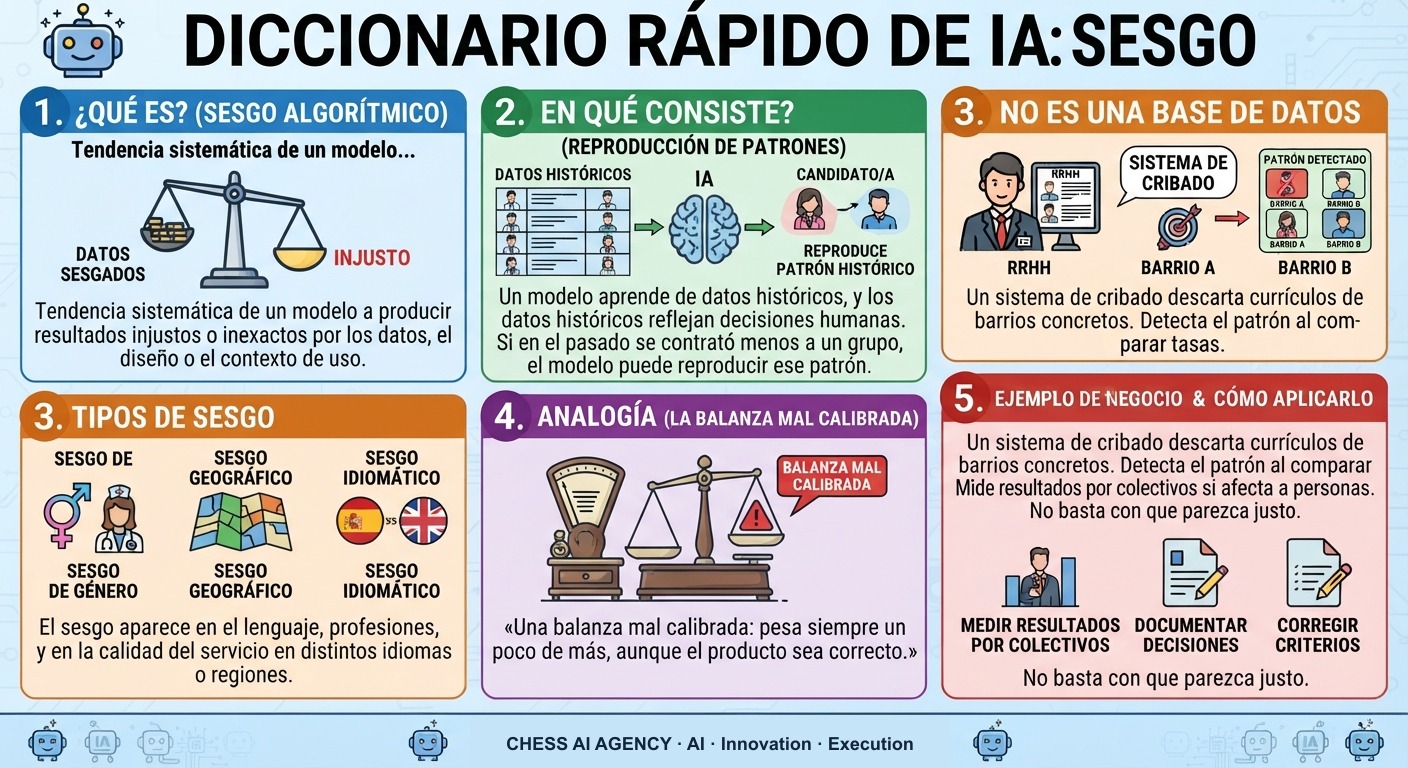 DICCIONARIO RÁPIDO DE IA: SESGO
1. ¿QUÉ ES? (SESGO ALGORÍTMICO)
Tendencia sistemática de un modelo...
DATOS
SESGADOS
INJUSTO
Tendencia sistemática de un modelo a producir
resultados injustos o inexactos por los datos, el
diseño o el contexto de uso.
2. EN QUÉ CONSISTE?
(REPRODUCCIÓN DE PATRONES)
DATOS HISTÓRICOS
IA
CANDIDATO/A
REPRODUCE
PATRÓN HISTÓRICO
Un modelo aprende de datos históricos, y los
datos históricos reflejan decisiones humanas.
Si en el pasado se contrató menos a un grupo,
el modelo puede reproducir ese patrón.
3. NO ES UNA BASE DE DATOS
RRHH
SISTEMA DE
CRIBADO
PATRÓN DETECTADO
BARRIO B
RRHH
BARRIO A
BARRIO B
Un sistema de cribado descarta currículos de
barrios concretos. Detecta el patrón al com-
parar tasas.
3. TIPOS DE SESGO
SESGO DE
SESGO
GEOGRÁFICO
SESGO
IDIOMÁTICO
vs
SESGO
DE GÉNERO
SESGO
GEOGRÁFICO
SESGO
IDIOMÁTICO
El sesgo aparece en el lenguaje, profesiones,
y en la calidad del servicio en distintos idiomas
o regiones.
4. ANALOGÍA (LA BALANZA MAL CALIBRADA)
BALANZA MAL
CALIBRADA
«Una balanza mal calibrada: pesa siempre un
poco de más, aunque el producto sea correcto.»
5. EJEMPLO DE NEGOCIO & CÓMO APLICARLO
Un sistema de cribado descarta currículos de
barrios concretos. Detecta el patrón al comparar
Mide resultados por colectivos si afecta a personas.
No basta con que parezca justo.
MEDIR RESULTADOS
POR COLECTIVOS
DOCUMENTAR
DECISIONES
CORREGIR
CRITERIOS
No basta con que parezca justo.
IA
CHESS AI AGENCY · AI · Innovation · Execution
IA